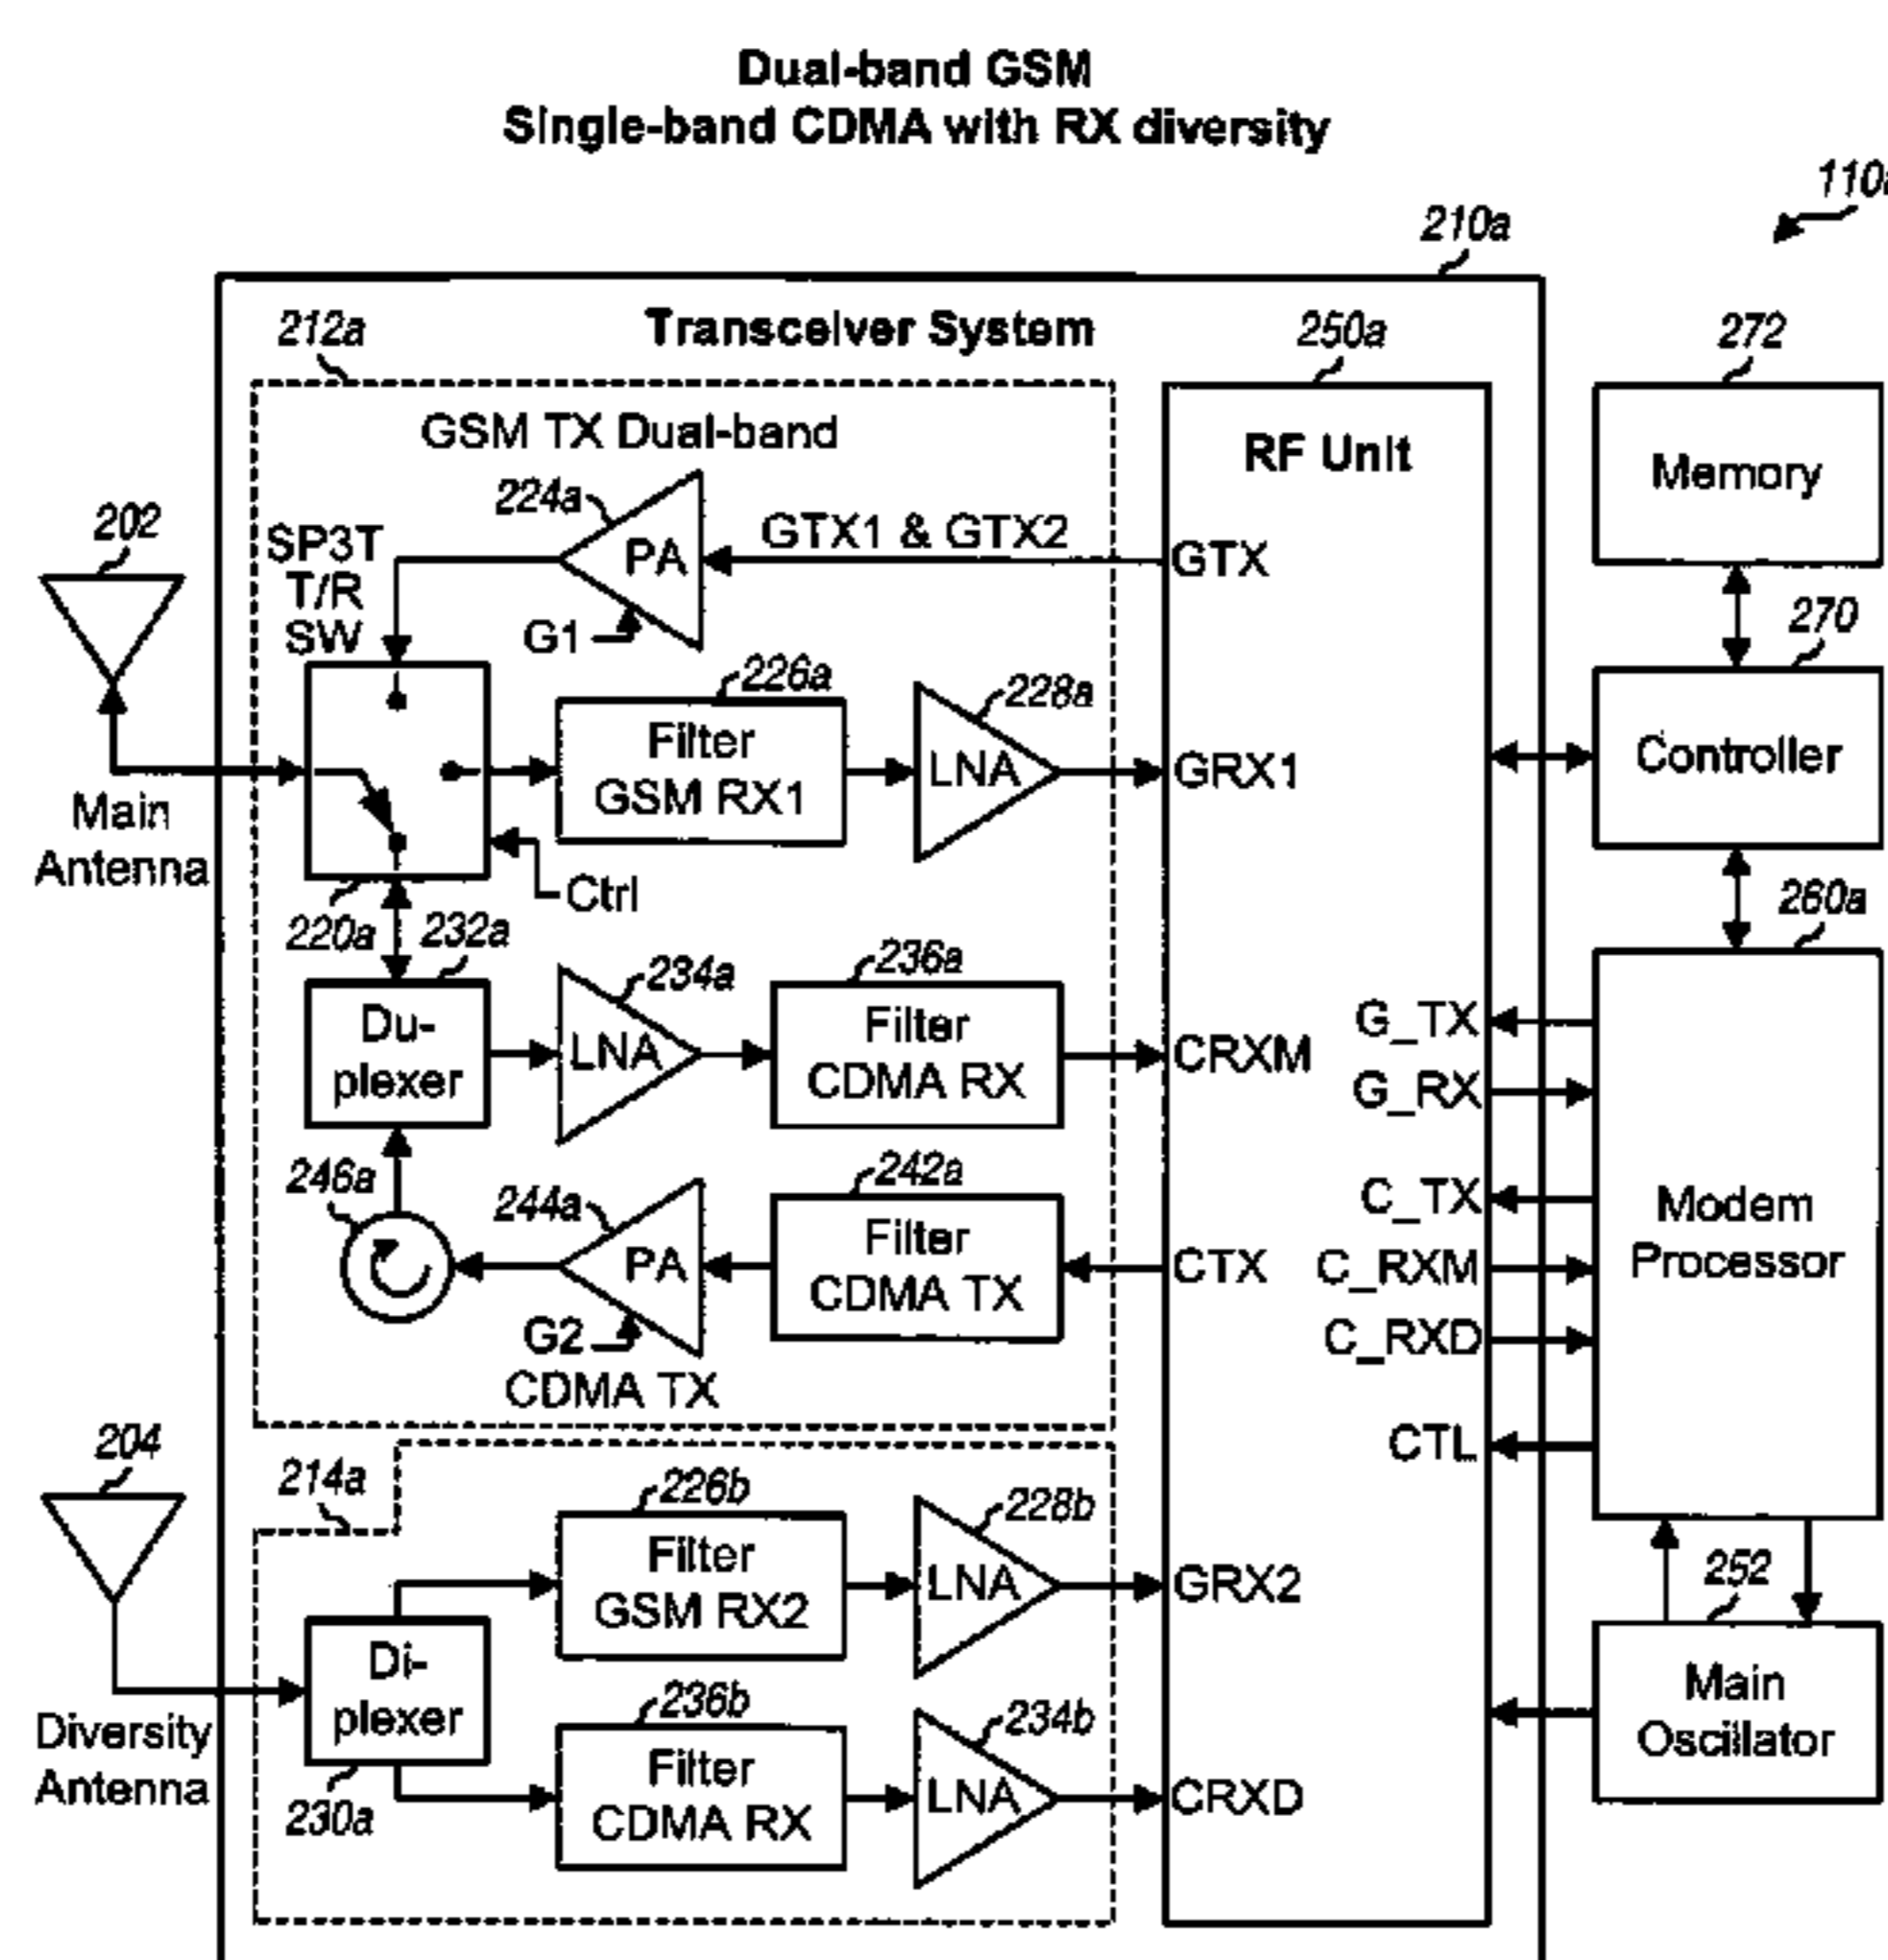 Dual-band GSM
Single-band CDMA with RX diversity
210a
212a
Transceiver System
250a
272
GSM TX Dual-band
RF Unit
Memory
202
SP3T
T/R
SW
224a
PA
GTX1 & GTX2
GTX
G1
270
226a
228a
Filter
GSM RX1
LNA
GRX1
Controller
Main
Antenna
Ctrl
220a
232a
260a
234a
236a
Du-
plexer
LNA
Filter
CDMA RX
CRXM
G_TX
G_RX
246a
244a
242a
PA
Filter
CDMA TX
CTX
C_TX
C_RXM
C_RXD
Modem
Processor
G2
CDMA TX
204
214a
CTL
226b
228b
Filter
GSM RX2
LNA
GRX2
252
Di-
plexer
236b
234b
Diversity
Antenna
230a
Filter
CDMA RX
LNA
CRXD
Main
Oscillator